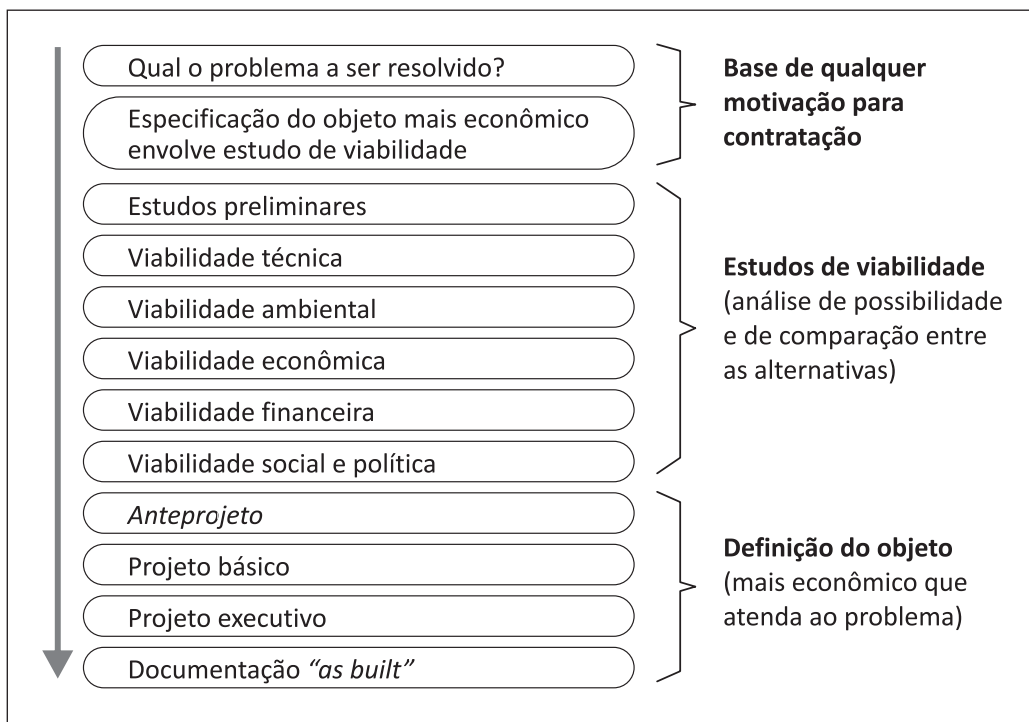 Qual o problema a ser resolvido?
Especificação do objeto mais econômico
envolve estudo de viabilidade
Base de qualquer
motivação para
contratação
Estudos preliminares
Viabilidade técnica
Viabilidade ambiental
Viabilidade econômica
Viabilidade financeira
Viabilidade social e política
Estudos de viabilidade
(análise de possibilidade
e de comparação entre
as alternativas)
Anteprojeto
Projeto básico
Projeto executivo
Documentação “as built”
Definição do objeto
(mais econômico que
atenda ao problema)